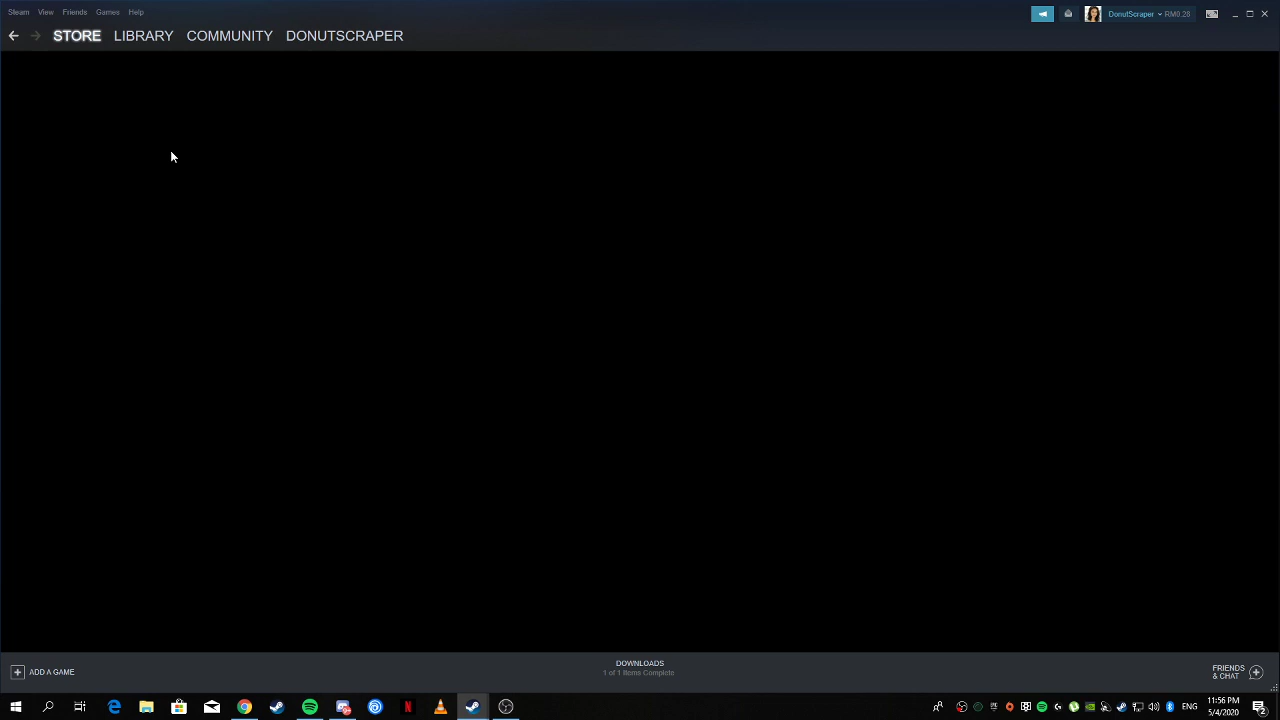 Steam View Friends Games Help
DonutScraper RM0.28
STORE LIBRARY COMMUNITY DONUTSCRAPER
ADD A GAME
DOWNLOADS
1 of 1 Items Complete
FRIENDS
& CHAT
N
ENG
11:56 PM
5/4/2020
2